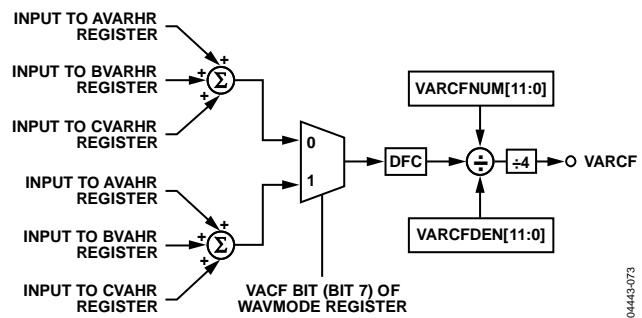 INPUT TO AVARHR
REGISTER
INPUT TO BVARHR
REGISTER
INPUT TO CVARHR
REGISTER
+
+
+
Σ
INPUT TO AVAHR
REGISTER
INPUT TO BVAHR
REGISTER
INPUT TO CVAHR
REGISTER
+
+
+
Σ
0
1
VACF BIT (BIT 7) OF
WAVMODE REGISTER
DFC
VARCFNUM[11:0]
÷
VARCFDEN[11:0]
÷4
VARCF
04443-073